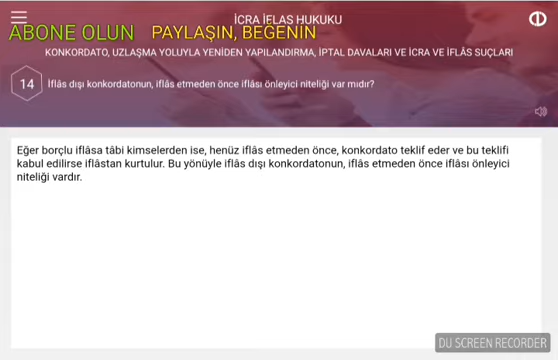 İCRA İFLAS HUKUKU
ABONE OLUN PAYLAŞIN, BEĞENİN
KONKORDATO, UZLAŞMA YOLUYLA YENİDEN YAPILANDIRMA, İPTAL DAVALARI VE İCRA VE İFLÂS SUÇLARI
14 İflâs dışı konkordatonun, iflâs etmeden önce iflâsı önleyici niteliği var mıdır?
Eğer borçlu iflâsa tâbi kimselerden ise, henüz iflâs etmeden önce, konkordato teklif eder ve bu teklifi
kabul edilirse iflâstan kurtulur. Bu yönüyle iflâs dışı konkordatonun, iflâs etmeden önce iflâsı önleyici
niteliği vardır.
DU SCREEN RECORDER